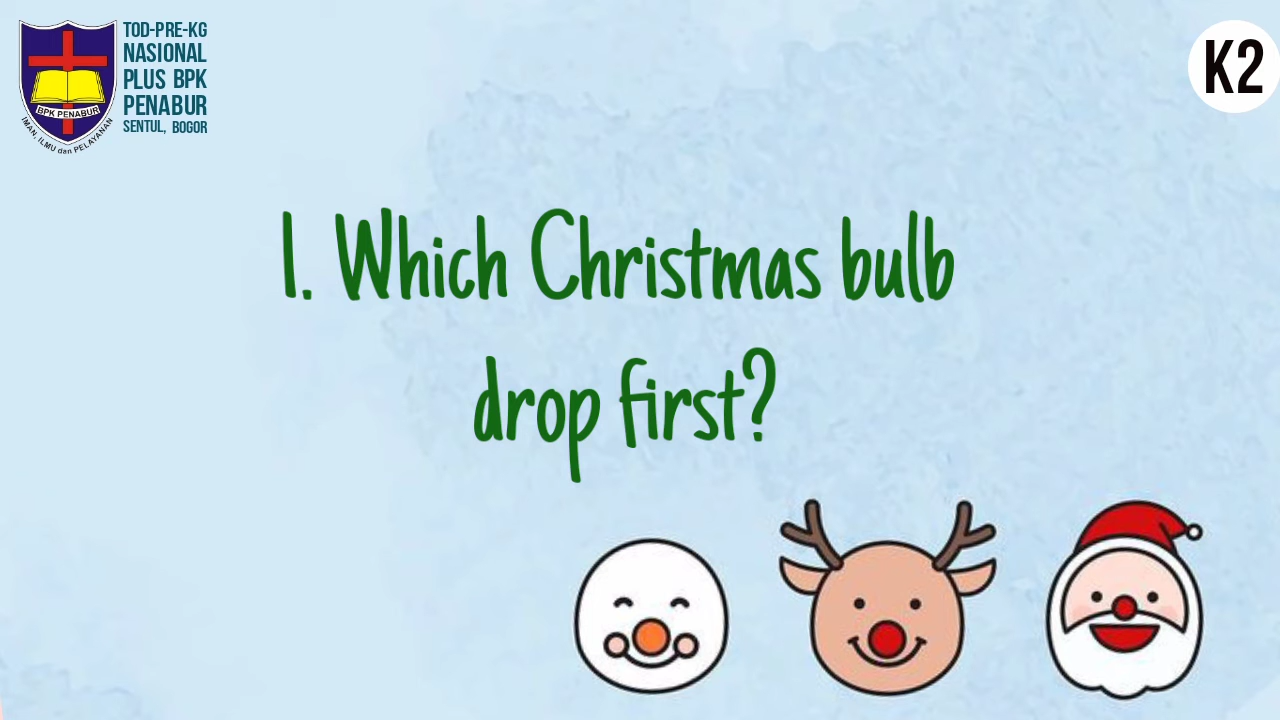 TOD-PRE-KG
NASIONAL
PLUS BPK
PENABUR
SENTUL, BOGOR
BPK PENABUR
IMAN, ILMU dan PELAYANAN
K2
1. Which Christmas bulb
drop first?